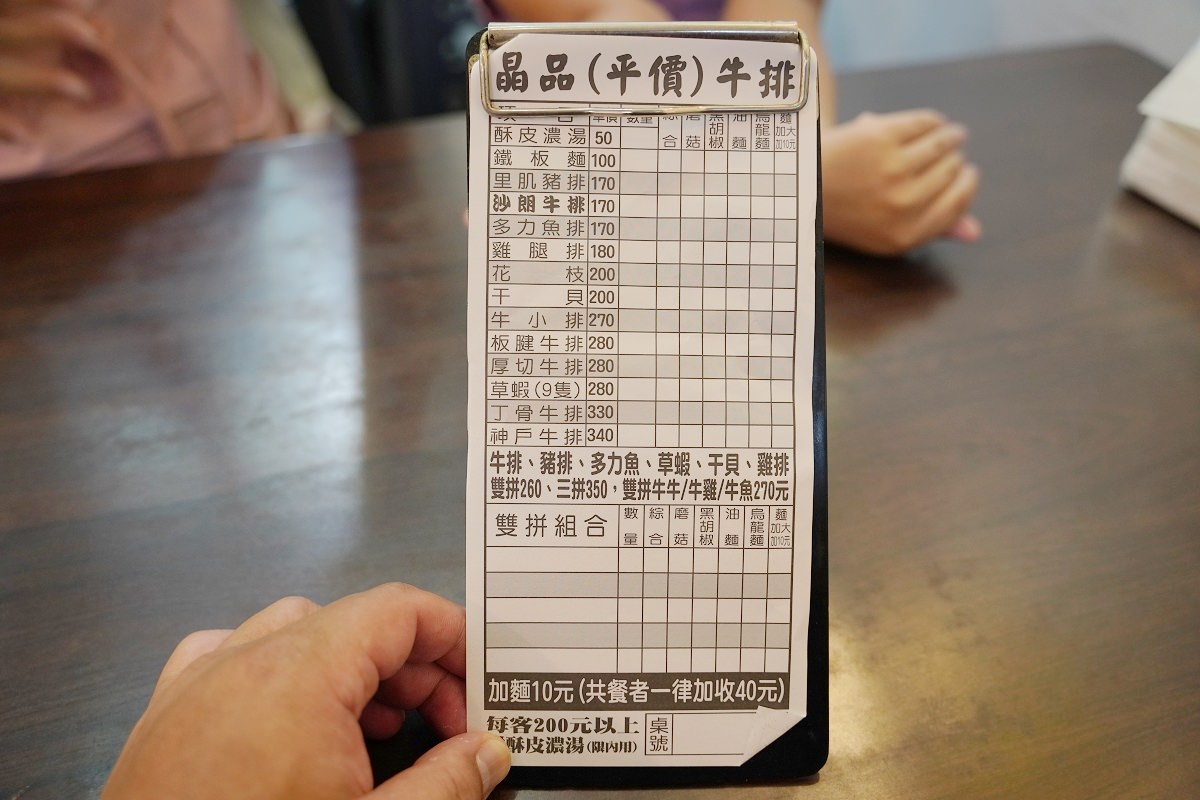 晶品(平價)牛排
項 合 單價 數量 綜合 磨菇 黑胡椒 油麵 烏龍麵 麵加大加10元
酥皮濃湯 50
鐵板麵 100
里肌豬排 170
沙朗牛排 170
多力魚排 170
雞腿排 180
花枝 200
干貝 200
牛小排 270
板腱牛排 280
厚切牛排 280
草蝦(9隻) 280
丁骨牛排 330
神戶牛排 340
牛排、豬排、多力魚、草蝦、干貝、雞排
雙拼260、三拼350,雙拼牛牛/牛雞/牛魚270元
雙拼組合 數量 綜合 磨菇 黑胡椒 油麵 烏龍麵 麵加大加10元
加麵10元(共餐者一律加收40元)
每客200元以上
酥皮濃湯(限內用)
桌號